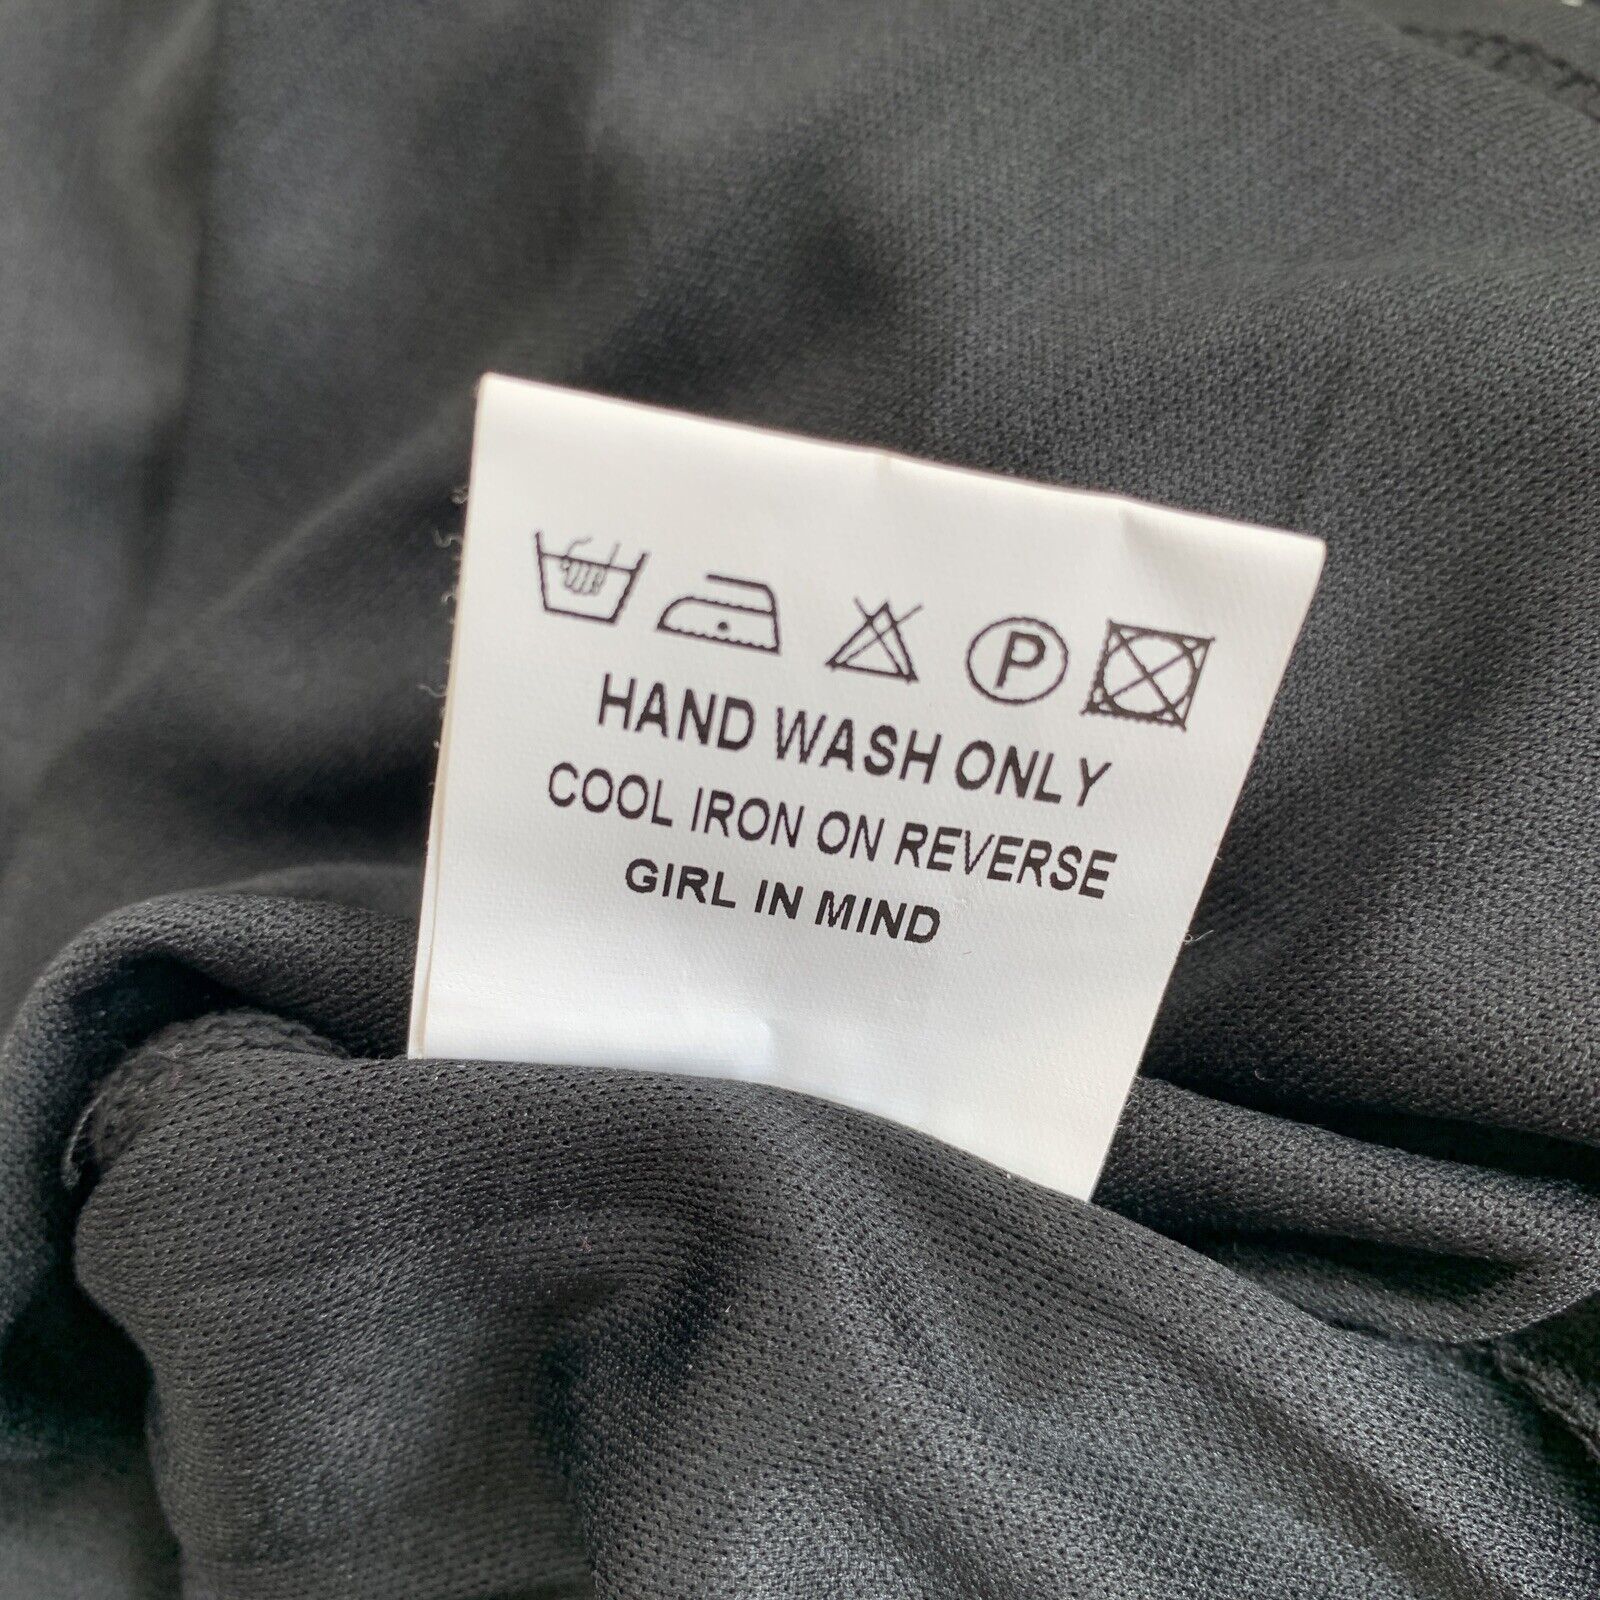 P
HAND WASH ONLY
COOL IRON ON REVERSE
GIRL IN MIND